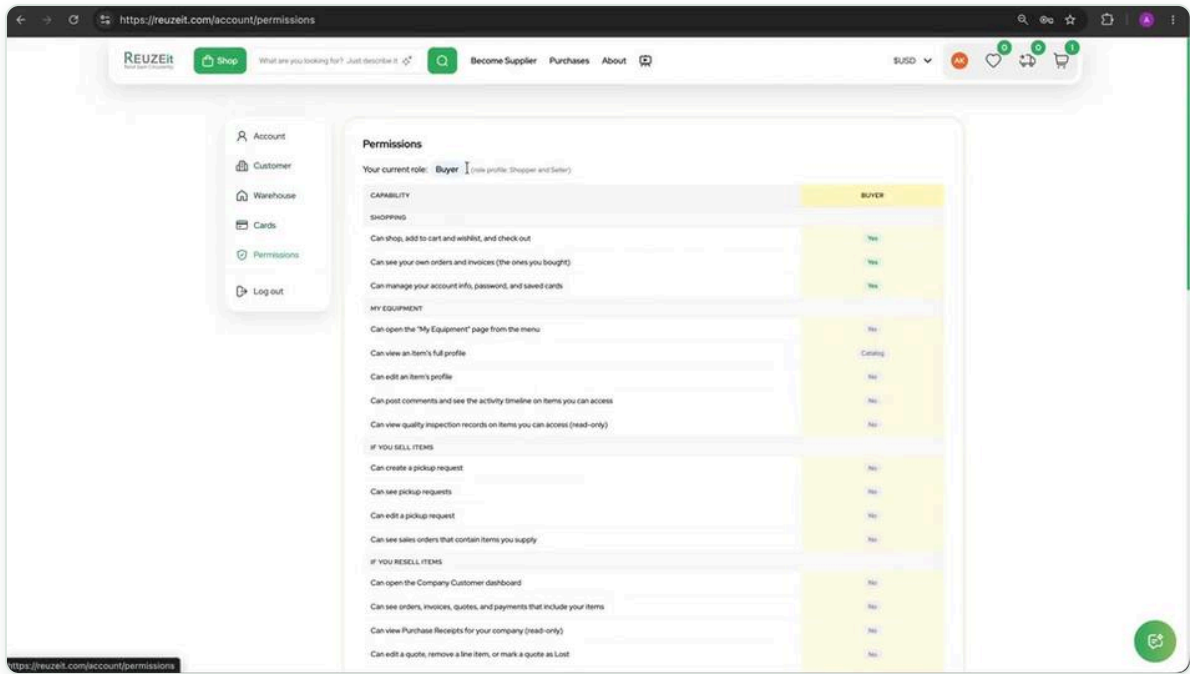 https://reuzeit.com/account/permissions
A
REUZEit
Shop
What are you looking for? Just describe it
Become Supplier
Purchases
About
$USD
AK
0
0
1
Account
Customer
Warehouse
Cards
Permissions
Log out
Permissions
Your current role: Buyer (role profile: Shopper and Seller)
CAPABILITY BUYER
SHOPPING
Can shop, add to cart and wishlist, and check out Yes
Can see your own orders and invoices (the ones you bought) Yes
Can manage your account info, password, and saved cards Yes
MY EQUIPMENT
Can open the "My Equipment" page from the menu No
Can view an item's full profile Catalog
Can edit an item's profile No
Can post comments and see the activity timeline on items you can access No
Can view quality inspection records on items you can access (read-only) No
IF YOU SELL ITEMS
Can create a pickup request No
Can see pickup requests No
Can edit a pickup request No
Can see sales orders that contain items you supply No
IF YOU RESELL ITEMS
Can open the Company Customer dashboard No
Can see orders, invoices, quotes, and payments that include your items No
Can view Purchase Receipts for your company (read-only) No
Can edit a quote, remove a line item, or mark a quote as Lost No
https://reuzeit.com/account/permissions